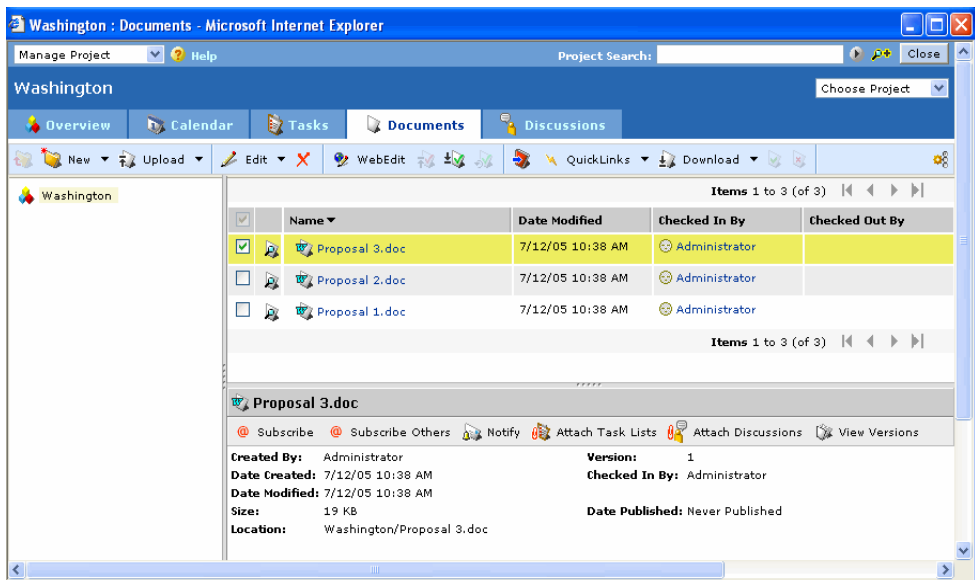 Washington : Documents - Microsoft Internet Explorer
Manage Project Help Project Search: Close
Washington Choose Project
Overview Calendar Tasks Documents Discussions
New Upload Edit WebEdit QuickLinks Download
Washington
Items 1 to 3 (of 3)
Name Date Modified Checked In By Checked Out By
Proposal 3.doc 7/12/05 10:38 AM Administrator
Proposal 2.doc 7/12/05 10:38 AM Administrator
Proposal 1.doc 7/12/05 10:38 AM Administrator
Items 1 to 3 (of 3)
Proposal 3.doc
@ Subscribe @ Subscribe Others Notify Attach Task Lists Attach Discussions View Versions
Created By: Administrator Version: 1
Date Created: 7/12/05 10:38 AM Checked In By: Administrator
Date Modified: 7/12/05 10:38 AM
Size: 19 KB Date Published: Never Published
Location: Washington/Proposal 3.doc